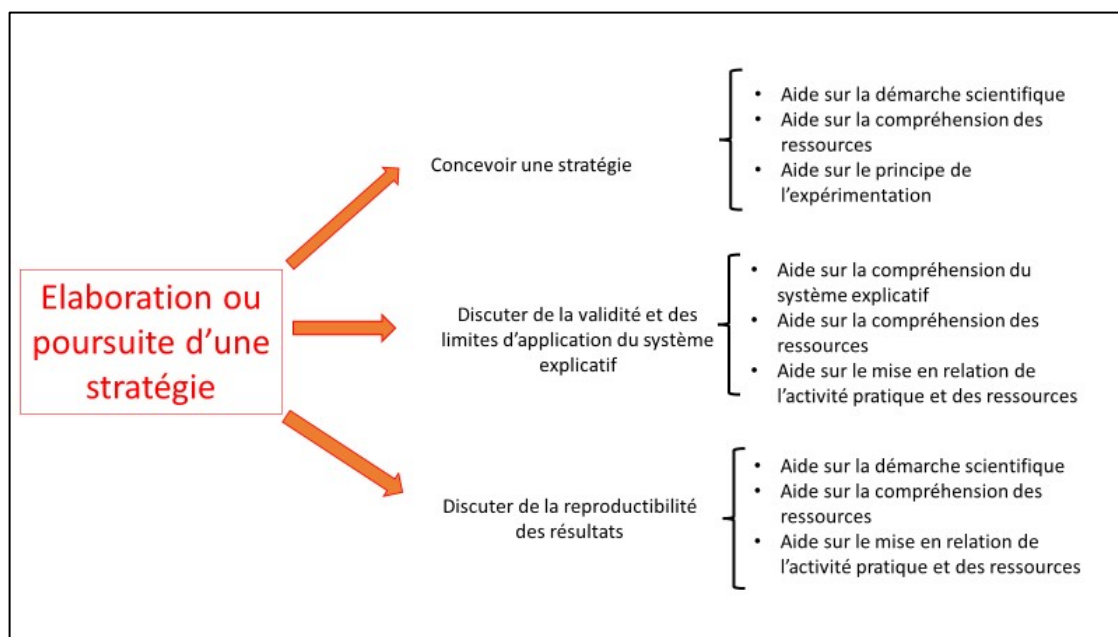 Elaboration ou
poursuite d’une
stratégie
Concevoir une stratégie
• Aide sur la démarche scientifique
• Aide sur la compréhension des
ressources
• Aide sur le principe de
l’expérimentation
Discuter de la validité et des
limites d’application du système
explicatif
• Aide sur la compréhension du
système explicatif
• Aide sur la compréhension des
ressources
• Aide sur le mise en relation de
l’activité pratique et des ressources
Discuter de la reproductibilité
des résultats
• Aide sur la démarche scientifique
• Aide sur la compréhension des
ressources
• Aide sur le mise en relation de
l’activité pratique et des ressources